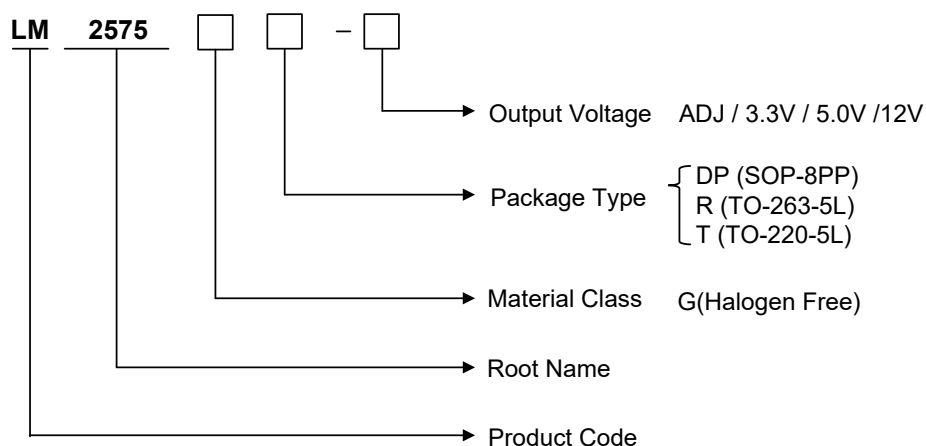 LM 2575 –
Output Voltage ADJ / 3.3V / 5.0V /12V
Package Type DP (SOP-8PP)
R (TO-263-5L)
T (TO-220-5L)
Material Class G(Halogen Free)
Root Name
Product Code